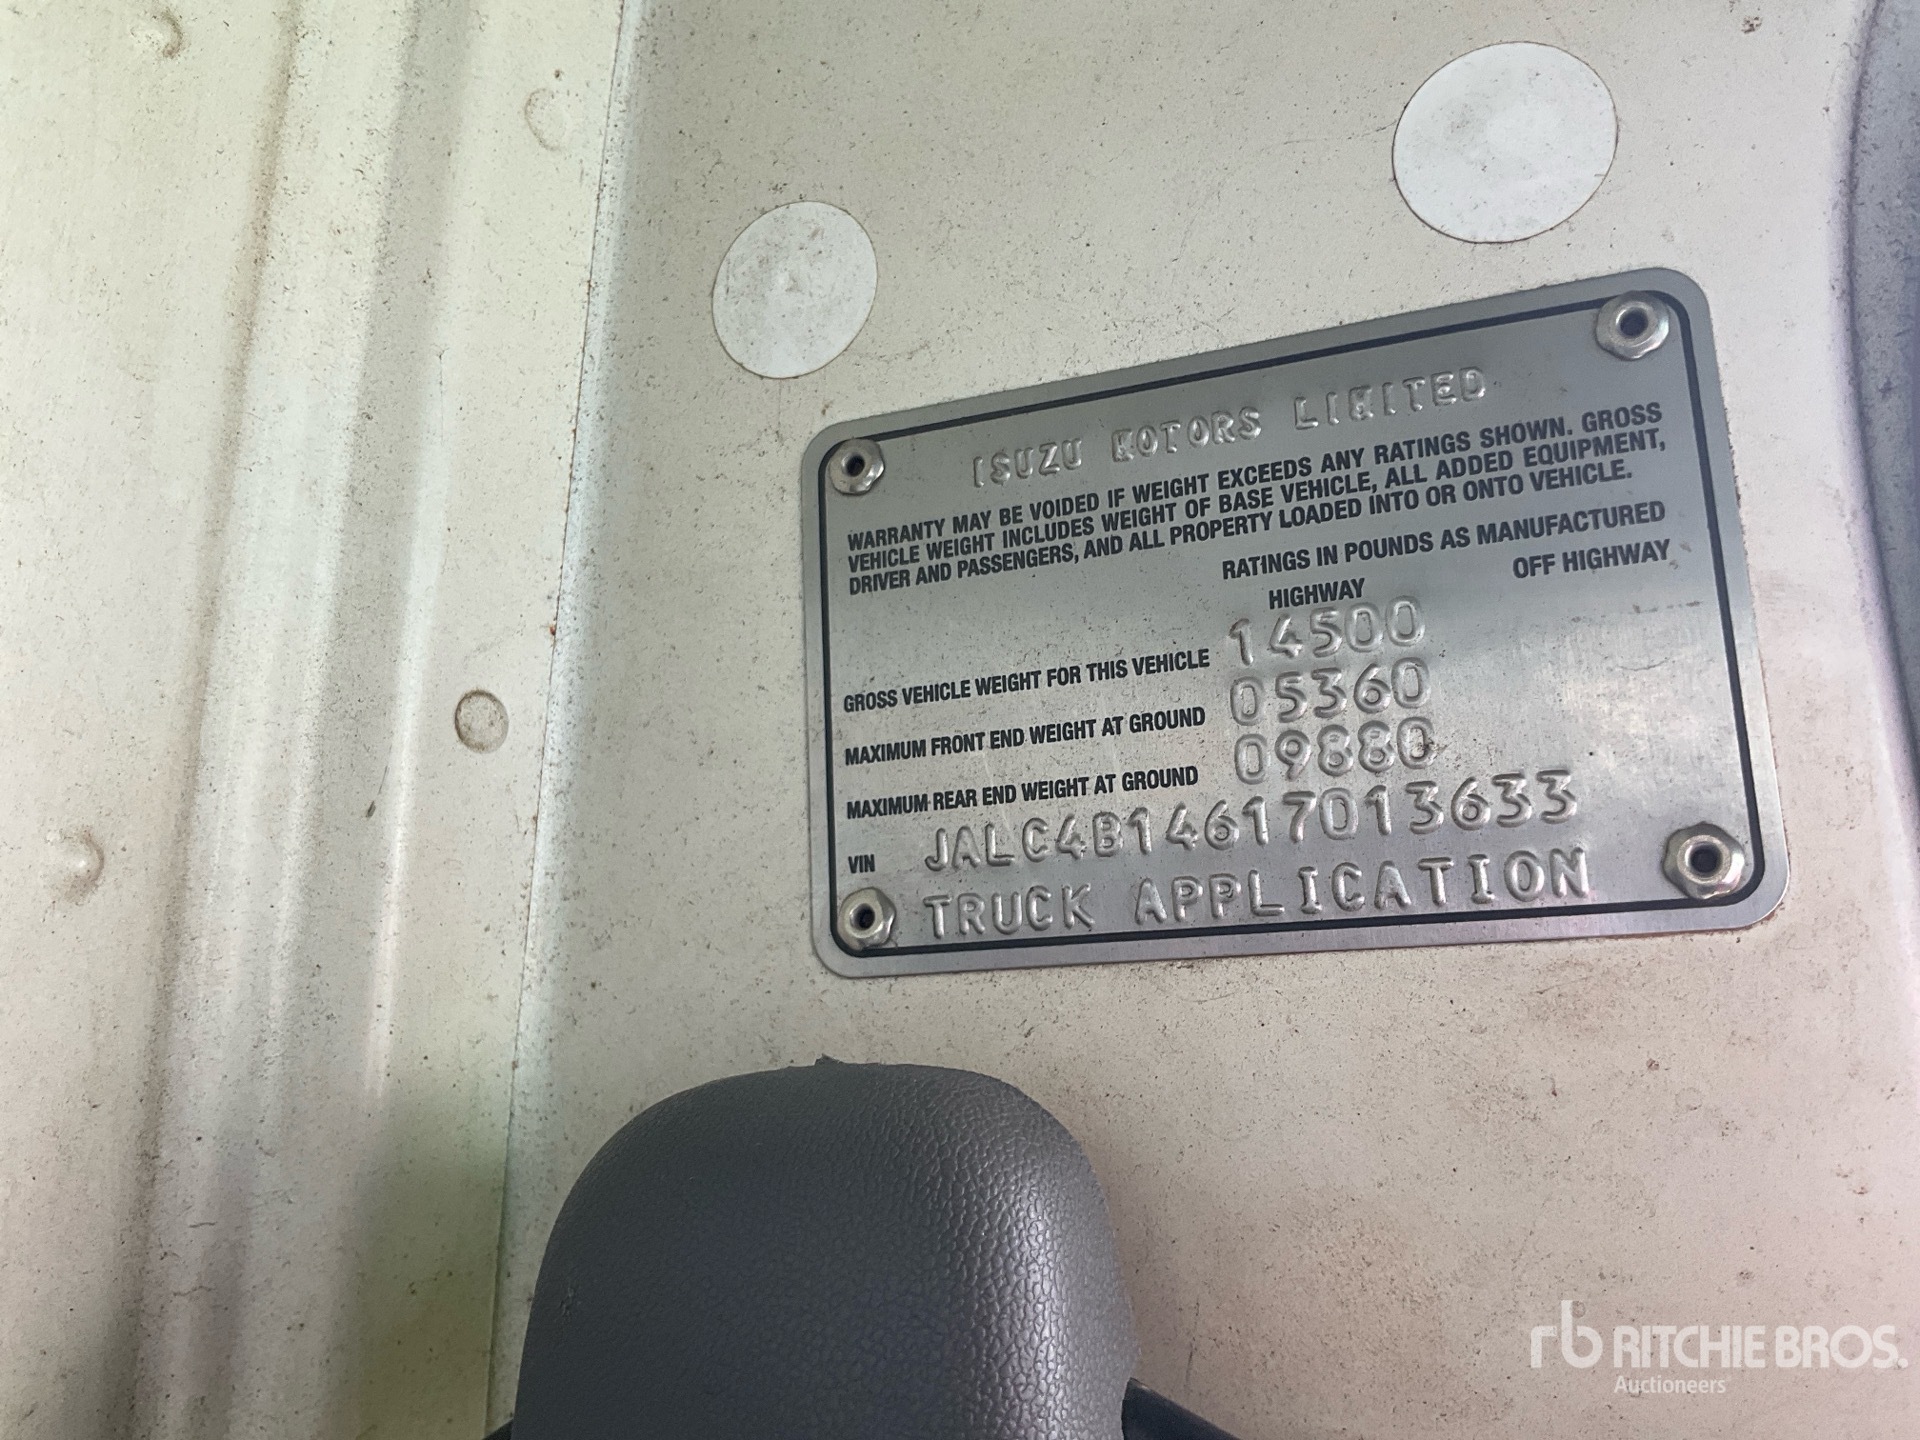 ISUZU MOTORS LIMITED
WARRANTY MAY BE VOIDED IF WEIGHT EXCEEDS ANY RATINGS SHOWN. GROSS
VEHICLE WEIGHT INCLUDES WEIGHT OF BASE VEHICLE, ALL ADDED EQUIPMENT,
DRIVER AND PASSENGERS, AND ALL PROPERTY LOADED INTO OR ONTO VEHICLE.
RATINGS IN POUNDS AS MANUFACTURED
HIGHWAY OFF HIGHWAY
GROSS VEHICLE WEIGHT FOR THIS VEHICLE 14500
MAXIMUM FRONT END WEIGHT AT GROUND 05360
MAXIMUM REAR END WEIGHT AT GROUND 09880
VIN JALC4B14617013633
TRUCK APPLICATION
rb RITCHIE BROS.
Auctioneers